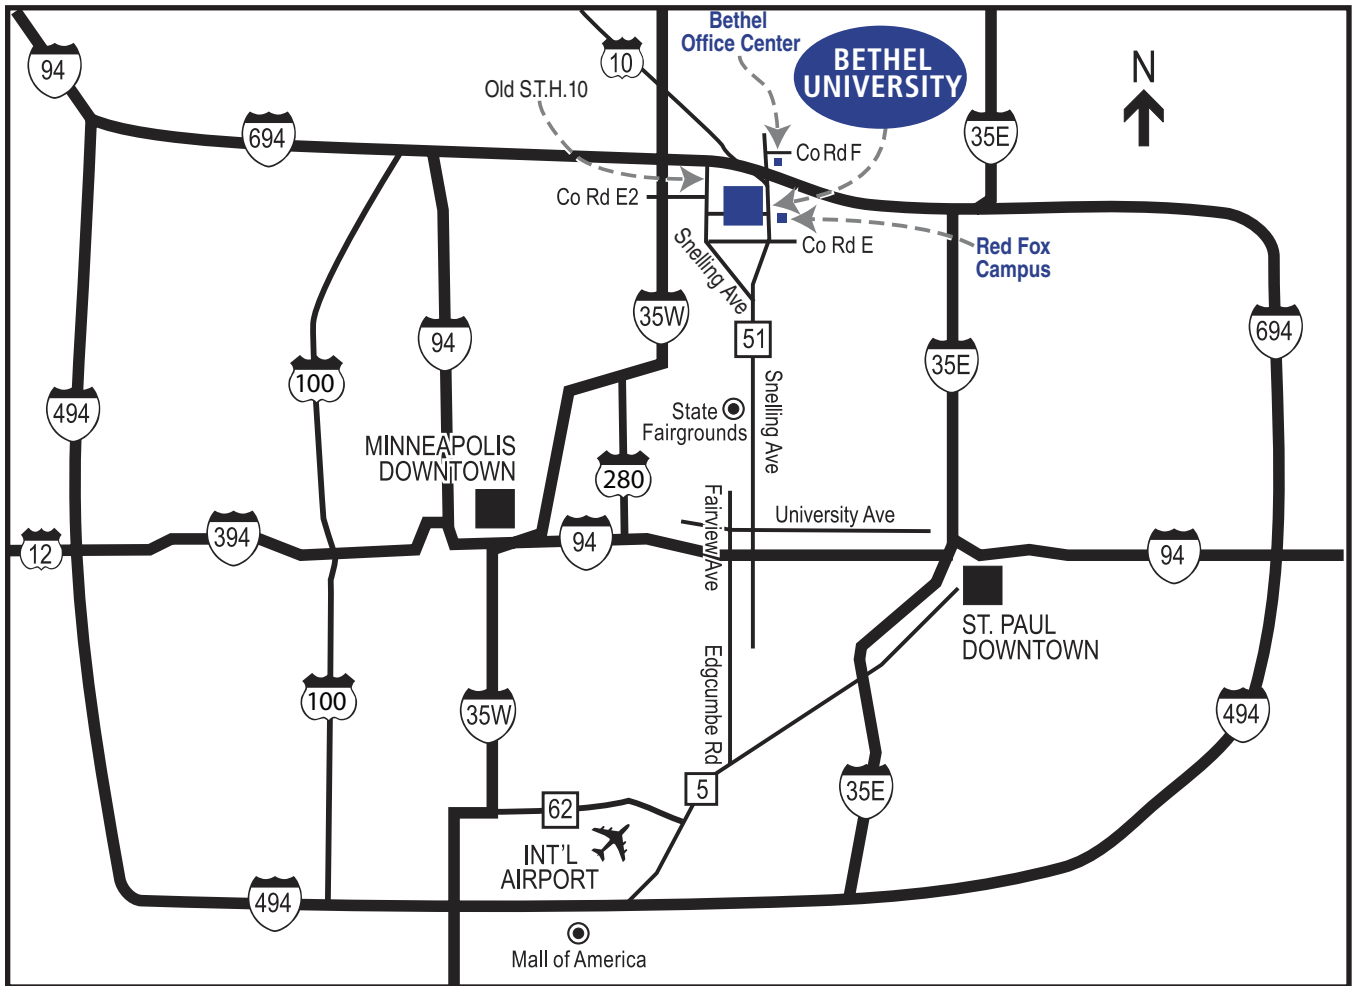 Bethel
Office Center
BETHEL
UNIVERSITY
N
94
10
Old S.T.H.10
694
35E
Co Rd F
Co Rd E2
Co Rd E
Red Fox
Campus
Snelling Ave
35W
51
694
94
35E
100
494
Snelling Ave
State
Fairgrounds
MINNEAPOLIS
DOWNTOWN
280
Fairview Ave
University Ave
12
394
94
94
ST. PAUL
DOWNTOWN
Edgcumbe Rd
100
35W
494
5
35E
62
INT'L
AIRPORT
494
Mall of America